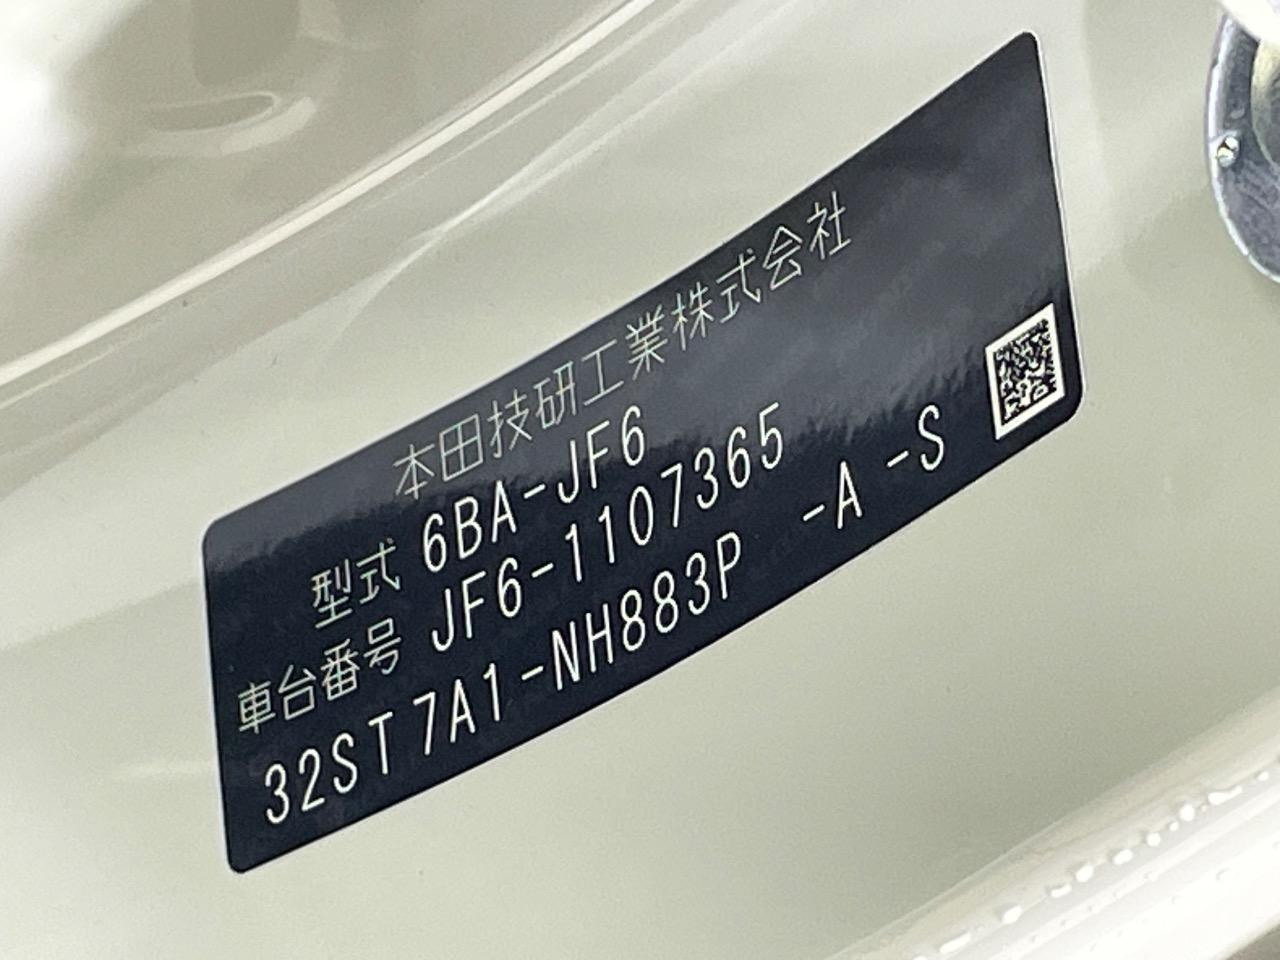 本田技研工業株式会社
型式 6BA-JF6
車台番号 JF6-1107365
32ST7A1-NH883P -A -S